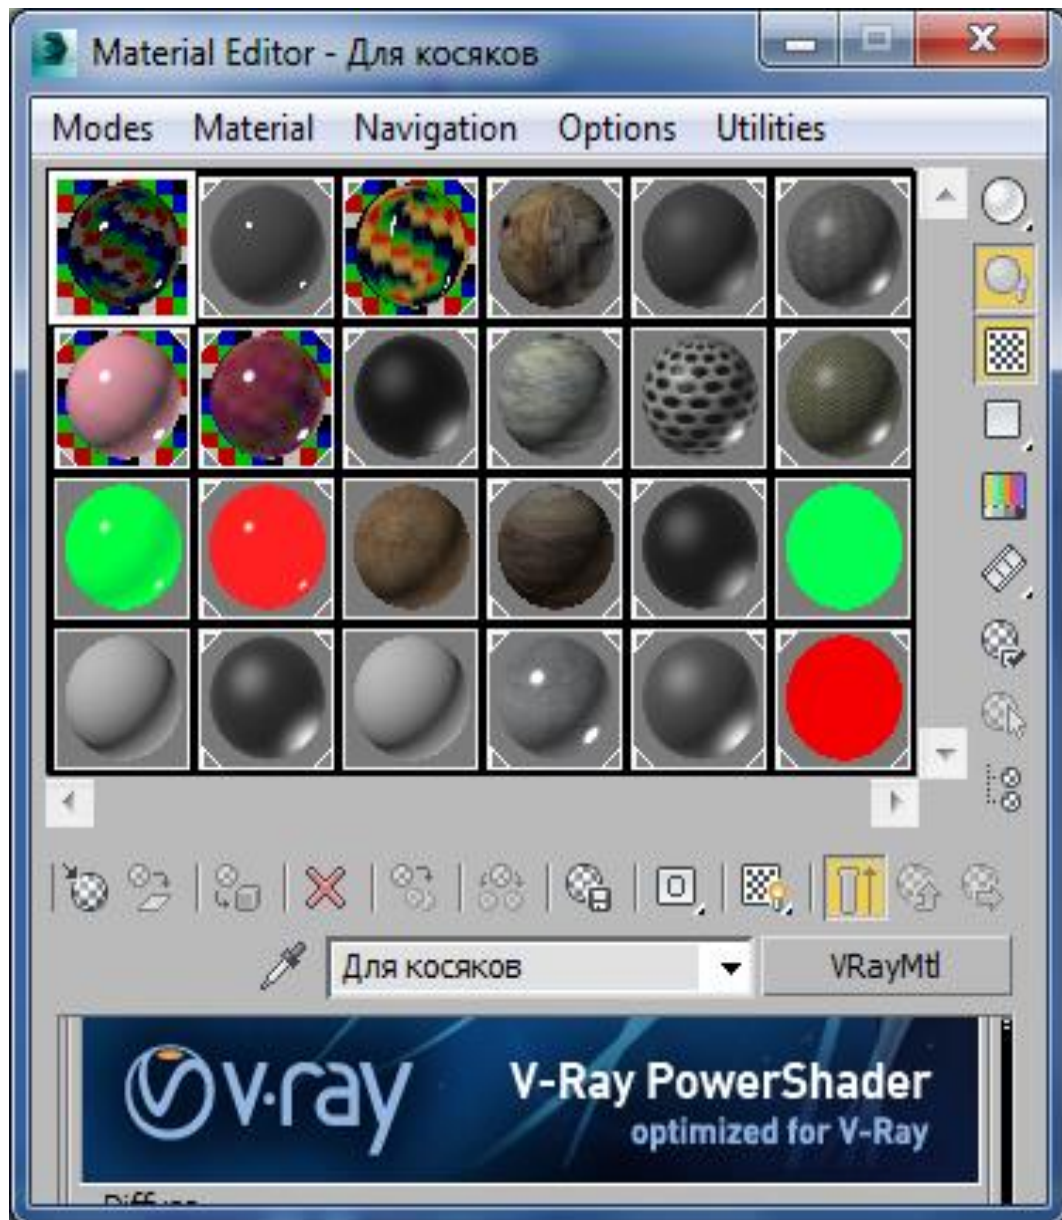 Material Editor - Для косяков
Modes Material Navigation Options Utilities
Для косяков VRayMtl
v·ray V-Ray PowerShader
optimized for V-Ray